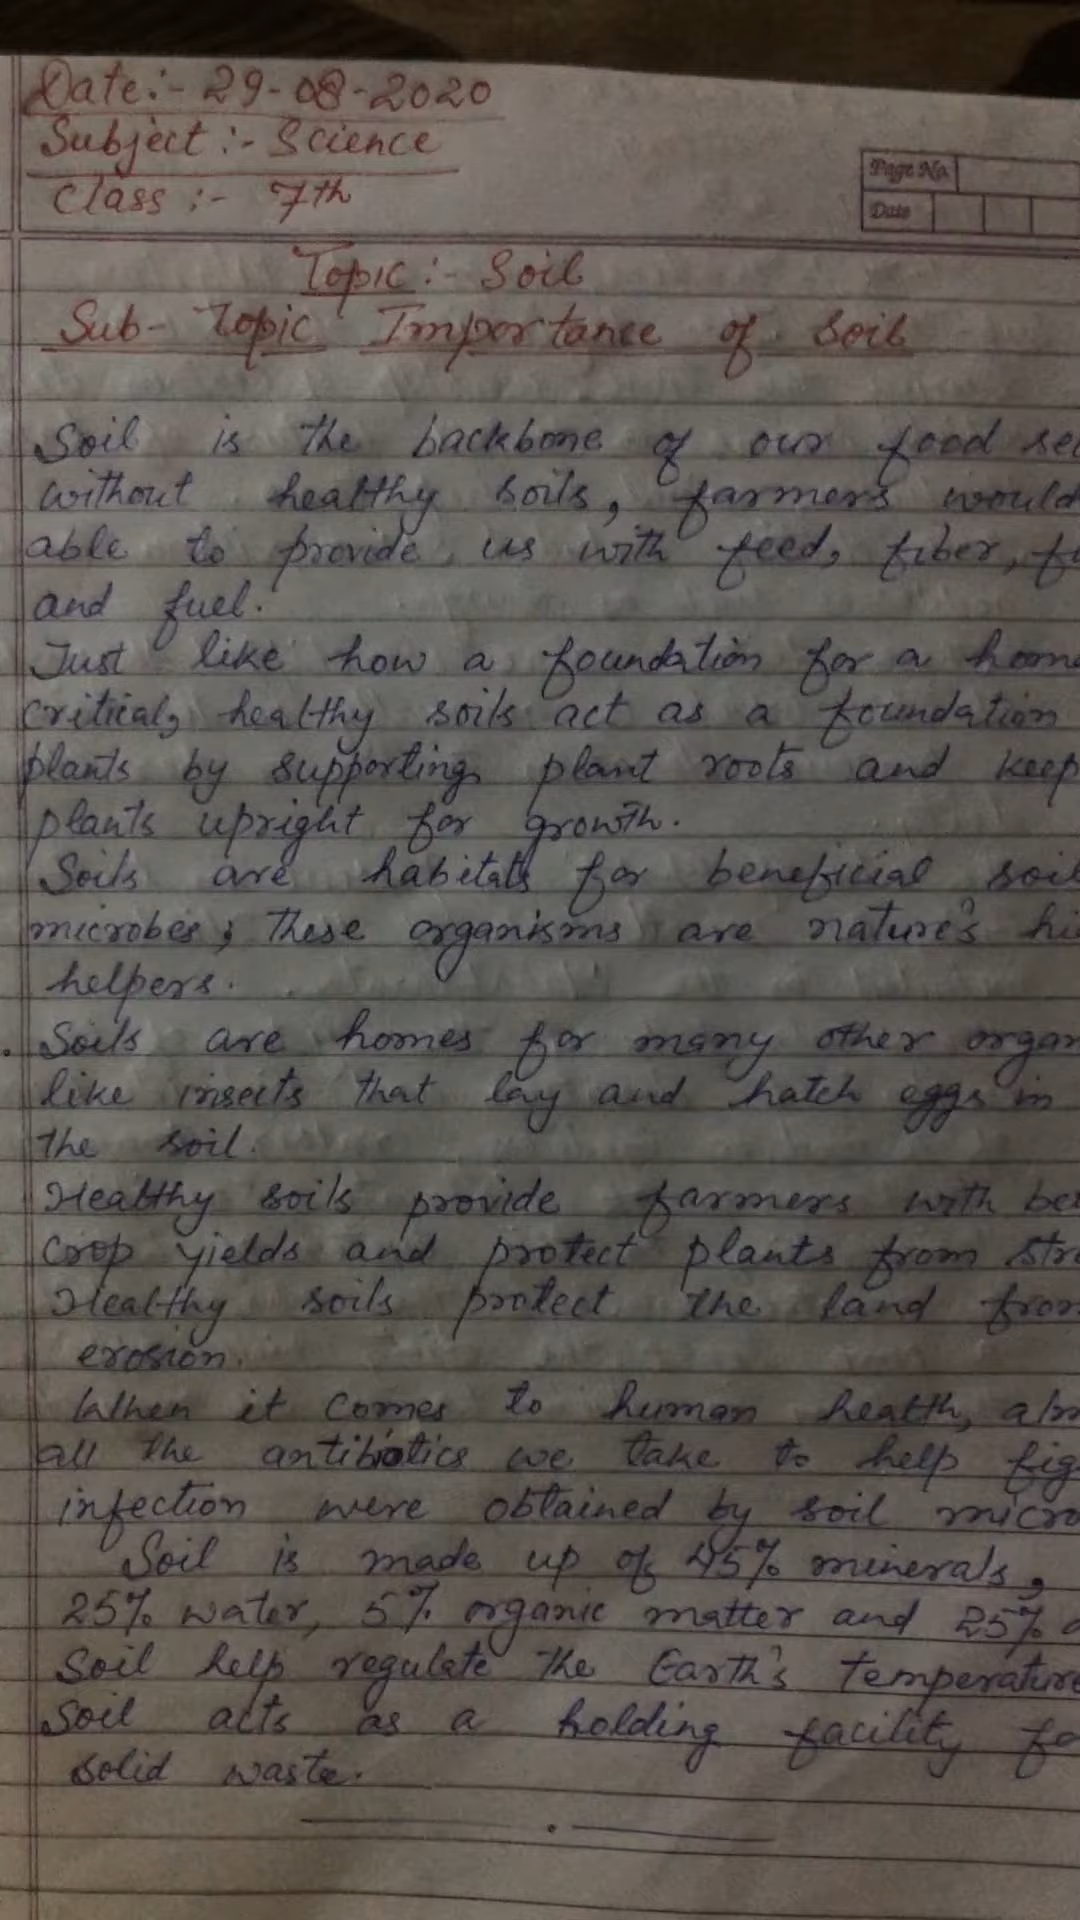 Date:- 29-08-2020
Subject:- Science
Class:- 7th
Page No.
Date
Topic:- Soil
Sub-Topic Importance of Soil
Soil is the backbone of our food
without healthy soils, farmers would
able to provide us with feed, fiber,
and fuel.
Just like how a foundation for a
critical, healthy soils act as a foundation
plants by supporting plant roots and keep
plants upright for growth.
Soils are habitats for beneficial soil
microbes; these organisms are nature's
helpers.
Soils are homes for many other
like insects that lay and hatch eggs in
the soil.
Healthy soils provide farmers with
crop yields and protect plants from
Healthy soils protect the land
erosion.
When it comes to human health,
all the antibiotics we take to help
infection were obtained by soil
Soil is made up of 45% minerals,
25% water, 5% organic matter and 25%
Soil help regulate the Earth's temperature
Soil acts as a holding facility
solid waste.